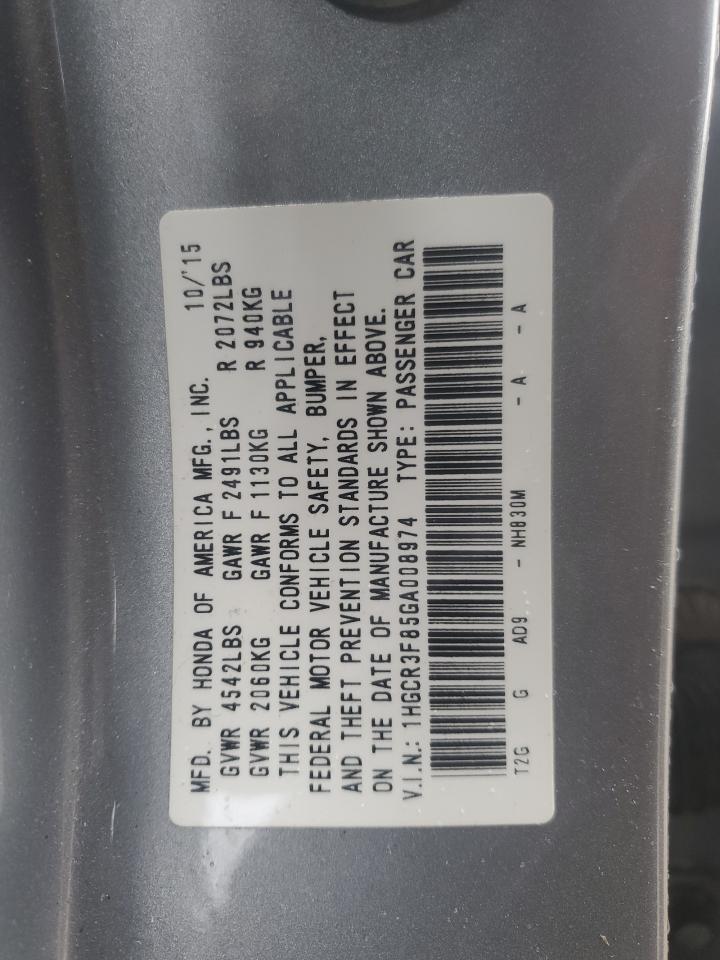 MFD. BY HONDA OF AMERICA MFG., INC. 10/'15
GVWR 4542LBS GAWR F 2491LBS R 2072LBS
GVWR 2060KG GAWR F 1130KG R 940KG
THIS VEHICLE CONFORMS TO ALL APPLICABLE
FEDERAL MOTOR VEHICLE SAFETY, BUMPER,
AND THEFT PREVENTION STANDARDS IN EFFECT
ON THE DATE OF MANUFACTURE SHOWN ABOVE.
V.I.N.: 1HGCR3F85GA008974 TYPE: PASSENGER CAR
T2G G AD9 - NH830M - A - A